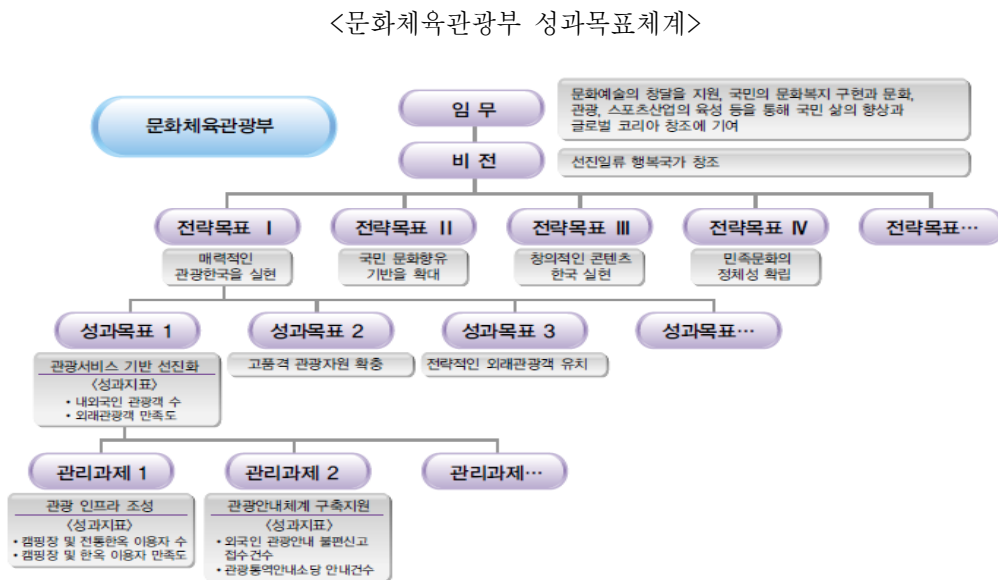 <문화체육관광부 성과목표체계>
문화체육관광부
임 무
문화예술의 창달을 지원, 국민의 문화복지 구현과 문화,
관광, 스포츠산업의 육성 등을 통해 국민 삶의 향상과
글로벌 코리아 창조에 기여
비 전
선진일류 행복국가 창조
전략목표 Ⅰ
전략목표 Ⅱ
전략목표 Ⅲ
전략목표 Ⅳ
전략목표…
매력적인
관광한국을 실현
국민 문화향유
기반을 확대
창의적인 콘텐츠
한국 실현
민족문화의
정체성 확립
성과목표 1
성과목표 2
성과목표 3
성과목표…
관광서비스 기반 선진화
〈성과지표〉
• 내외국인 관광객 수
• 외래관광객 만족도
고품격 관광자원 확충
전략적인 외래관광객 유치
관리과제 1
관리과제 2
관리과제…
관광 인프라 조성
〈성과지표〉
• 캠핑장 및 전통한옥 이용자 수
• 캠핑장 및 한옥 이용자 만족도
관광안내체계 구축지원
〈성과지표〉
• 외국인 관광안내 불편신고
접수건수
• 관광통역안내소당 안내건수